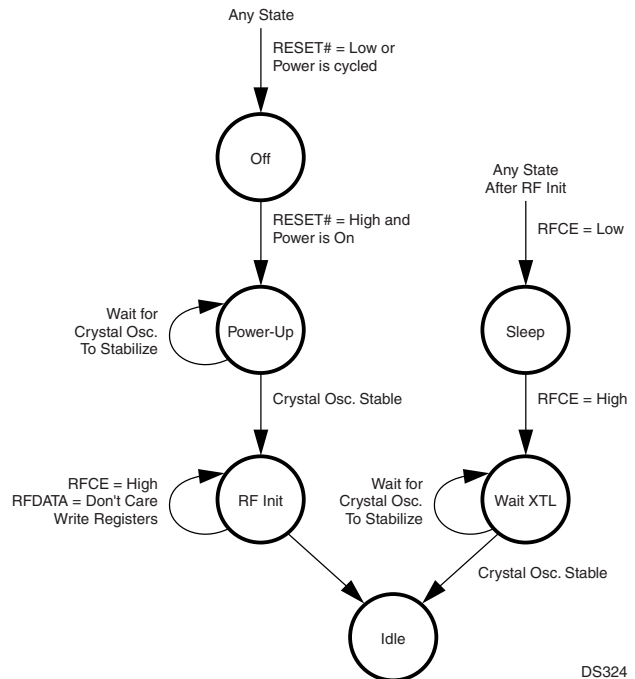 Any State
RESET# = Low or
Power is cycled
Off
RESET# = High and
Power is On
Wait for
Crystal Osc.
To Stabilize
Power-Up
Crystal Osc. Stable
RFCE = High
RFDATA = Don't Care
Write Registers
RF Init
Any State
After RF Init
RFCE = Low
Sleep
RFCE = High
Wait for
Crystal Osc.
To Stabilize
Wait XTL
Crystal Osc. Stable
Idle
DS324